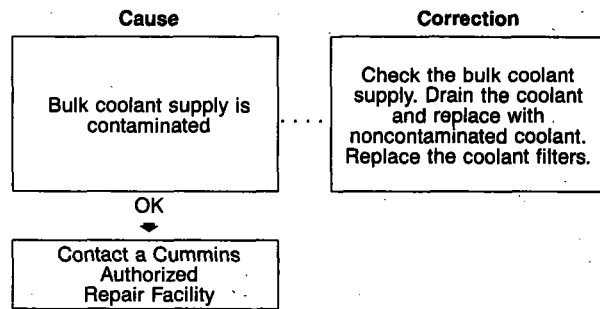 Cause
Correction
Bulk coolant supply is
contaminated
Check the bulk coolant
supply. Drain the coolant
and replace with
noncontaminated coolant.
Replace the coolant filters.
OK
Contact a Cummins
Authorized
Repair Facility